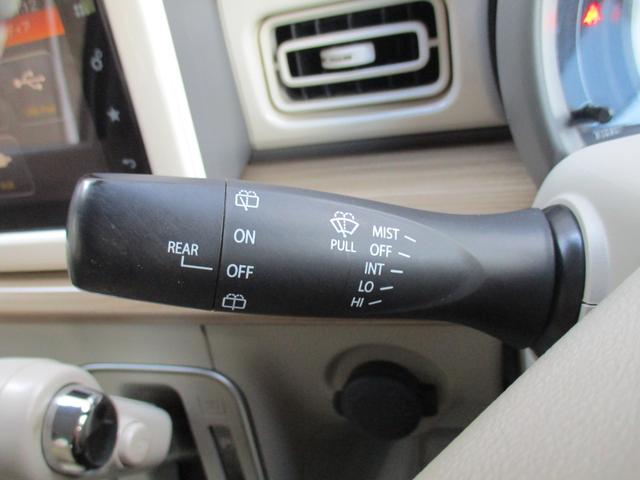 REAR
ON
OFF
PULL
MIST
OFF
INT
LO
HI